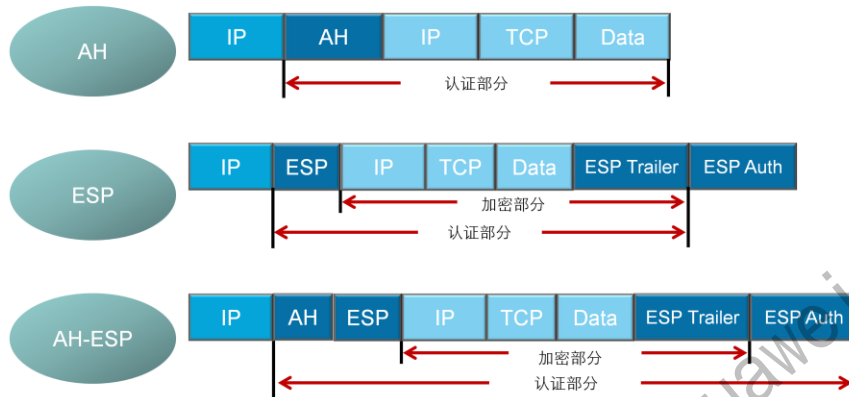 AH
IP AH IP TCP Data
认证部分
ESP
IP ESP IP TCP Data ESP Trailer ESP Auth
加密部分
认证部分
AH-ESP
IP AH ESP IP TCP Data ESP Trailer ESP Auth
加密部分
认证部分